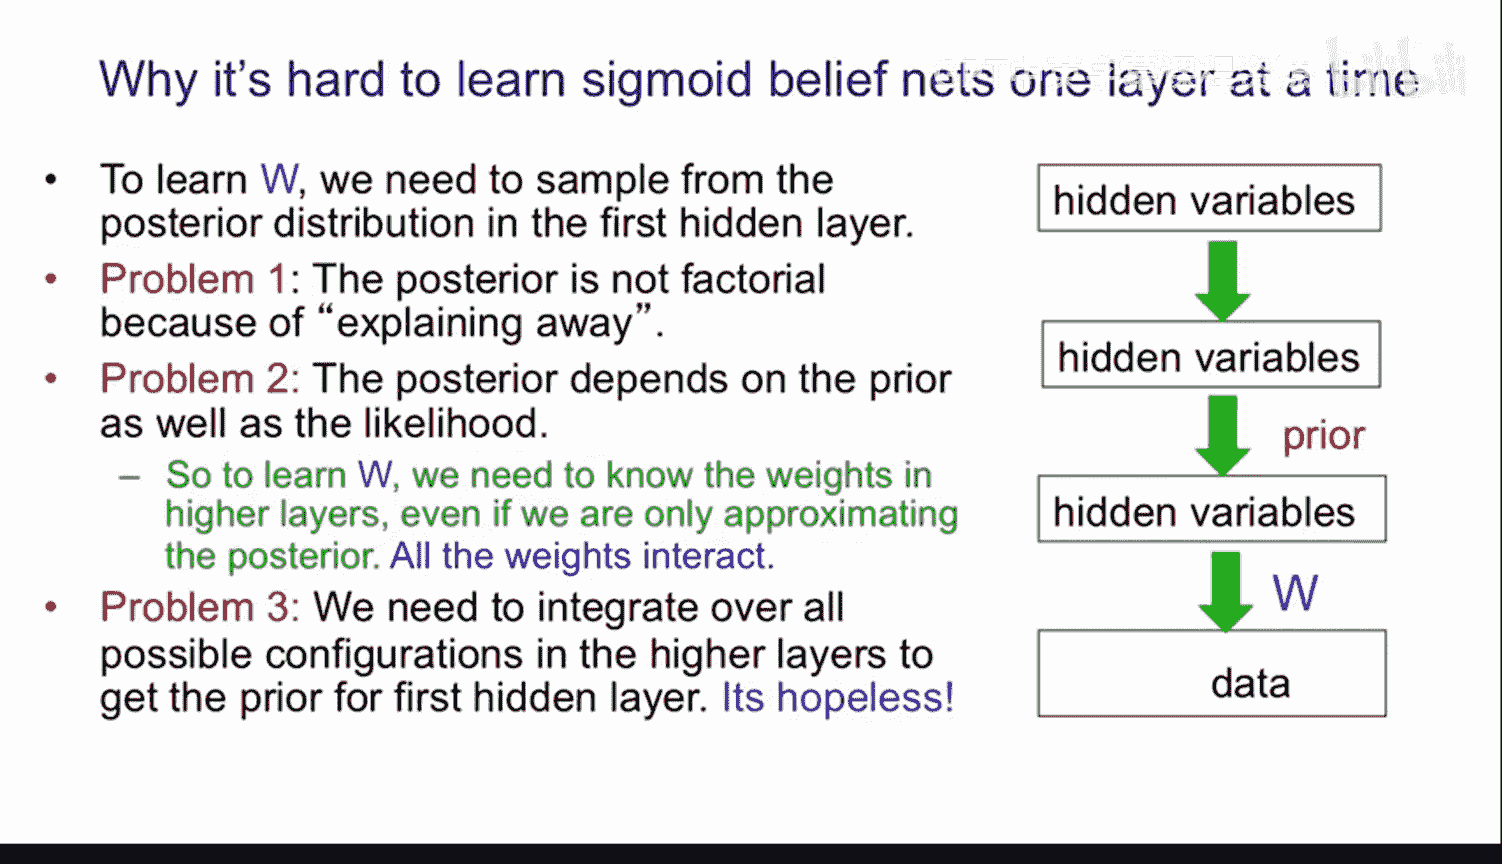 Why it's hard to learn sigmoid belief nets one layer at a time
• To learn W, we need to sample from the
posterior distribution in the first hidden layer.
• Problem 1: The posterior is not factorial
because of “explaining away”.
• Problem 2: The posterior depends on the prior
as well as the likelihood.
– So to learn W, we need to know the weights in
higher layers, even if we are only approximating
the posterior. All the weights interact.
• Problem 3: We need to integrate over all
possible configurations in the higher layers to
get the prior for first hidden layer. Its hopeless!
hidden variables
hidden variables
prior
hidden variables
W
data